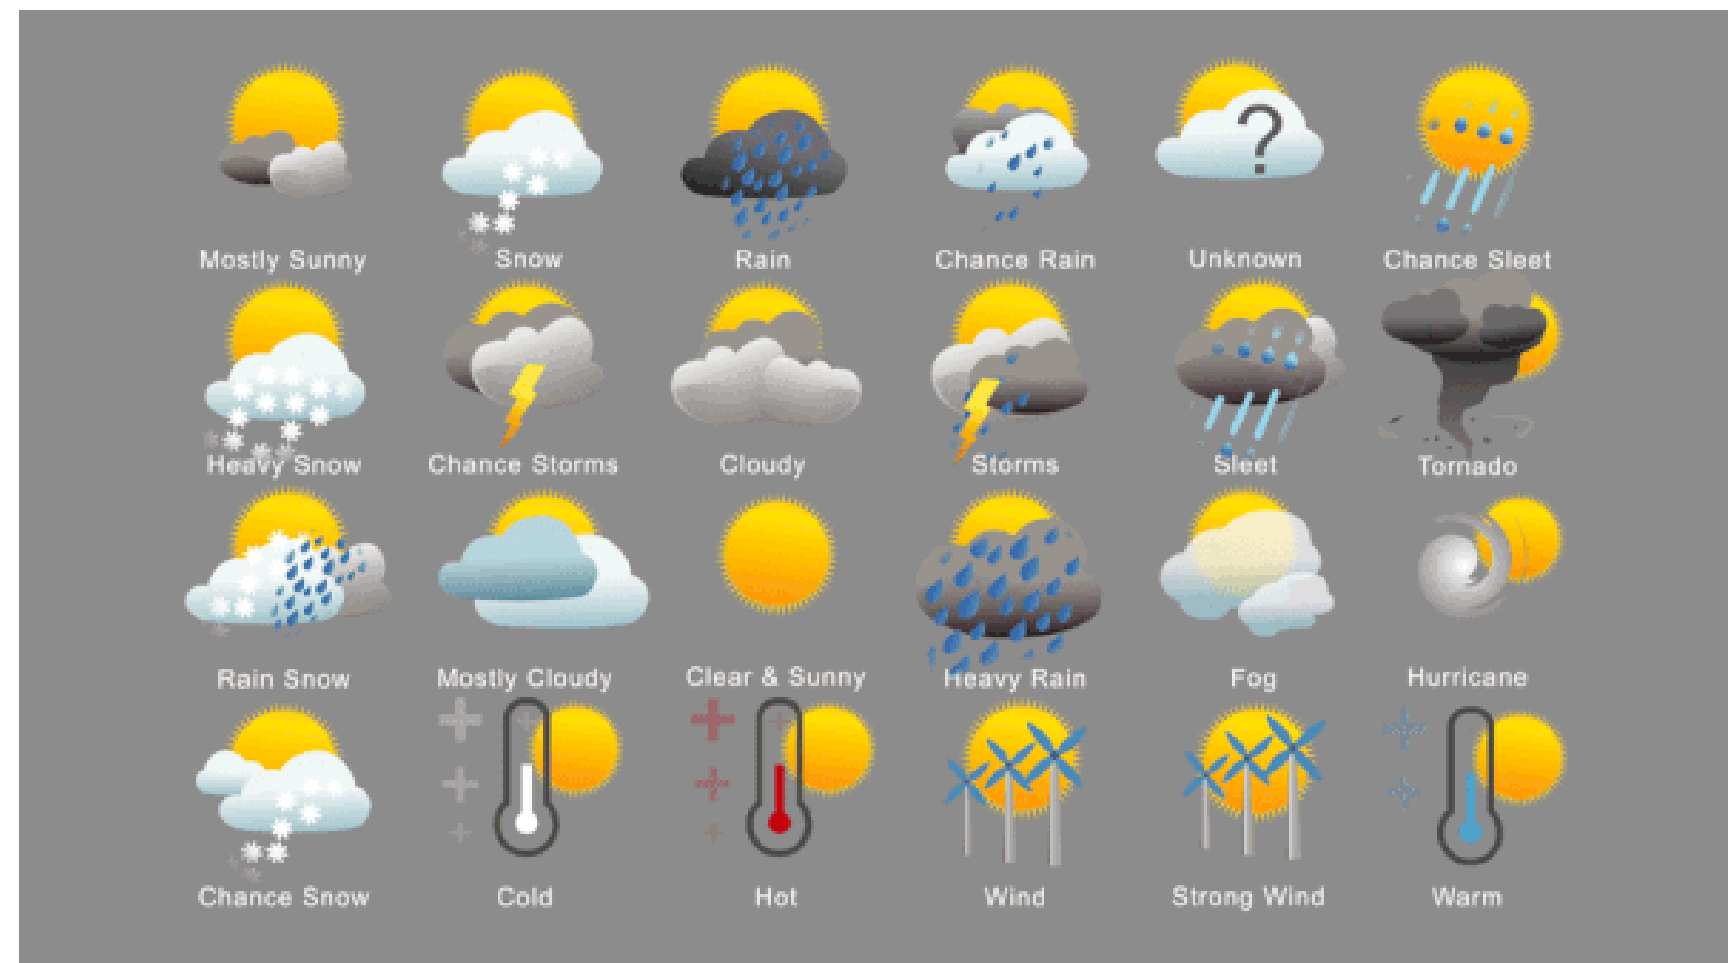 Mostly Sunny Snow Rain Chance Rain Unknown Chance Sleet
?
Heavy Snow Chance Storms Cloudy Storms Sleet Tornado
Rain Snow Mostly Cloudy Clear & Sunny Heavy Rain Fog Hurricane
Chance Snow Cold Hot Wind Strong Wind Warm